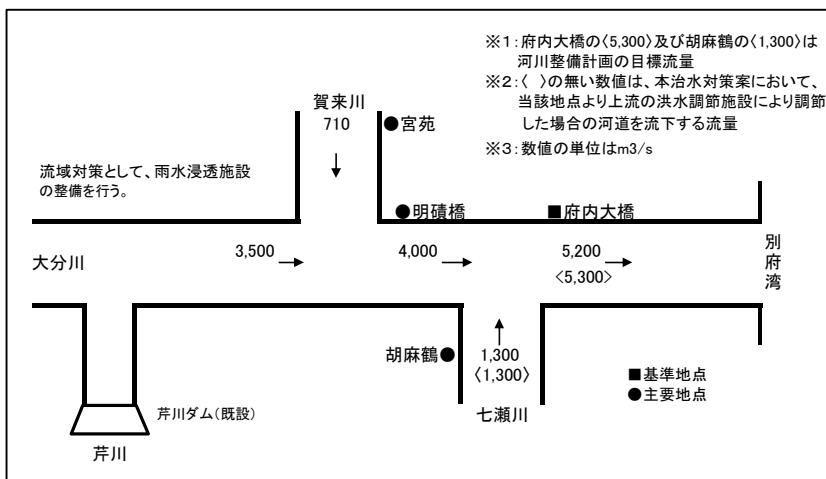 ※1：府内大橋の〈5,300〉及び胡麻鶴の〈1,300〉は
河川整備計画の目標流量
※2：〈　〉の無い数値は、本治水対策案において、
当該地点より上流の洪水調節施設により調節
した場合の河道を流下する流量
※3：数値の単位はm3/s
賀来川
710
●宮苑
流域対策として、雨水浸透施設
の整備を行う。
●明磧橋
■府内大橋
大分川
3,500
4,000
5,200
〈5,300〉
別府湾
胡麻鶴●
1,300
〈1,300〉
七瀬川
■基準地点
●主要地点
芹川ダム（既設）
芹川